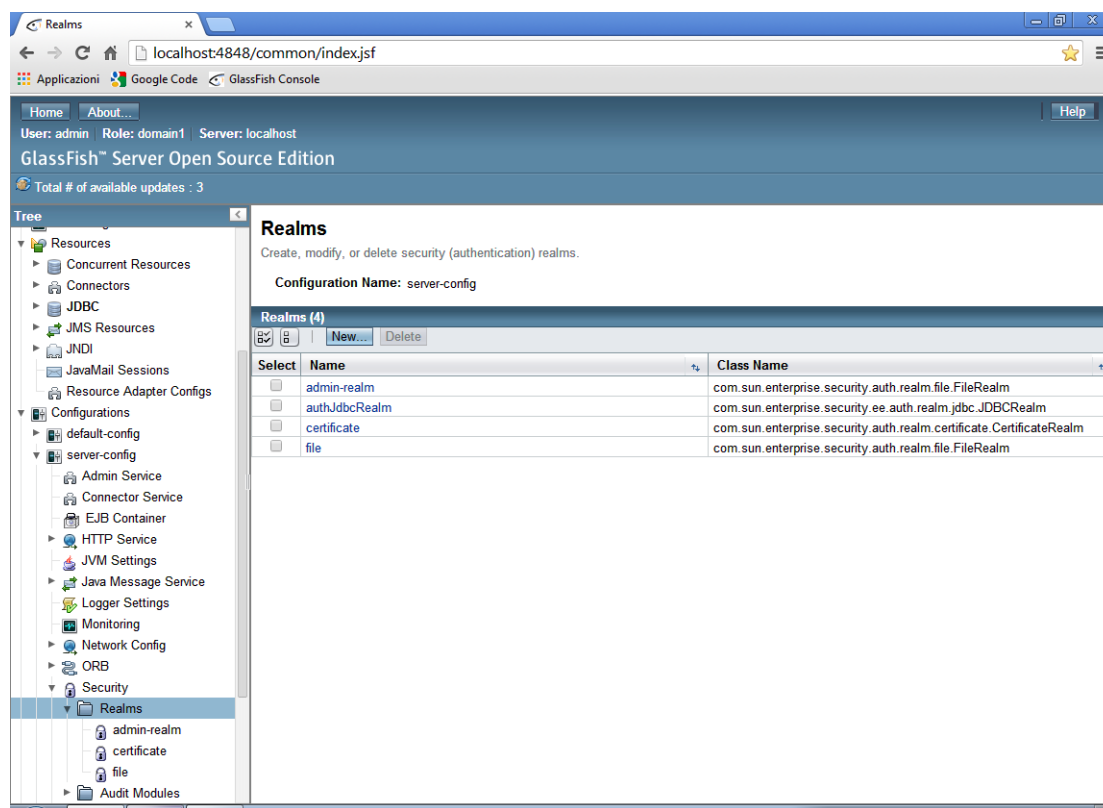 Realms
localhost:4848/common/index.jsf
Applicazioni Google Code GlassFish Console
Home About... Help
User: admin Role: domain1 Server: localhost
GlassFish™ Server Open Source Edition
Total # of available updates : 3
Tree
Resources
Concurrent Resources
Connectors
JDBC
JMS Resources
JNDI
JavaMail Sessions
Resource Adapter Configs
Configurations
default-config
server-config
Admin Service
Connector Service
EJB Container
HTTP Service
JVM Settings
Java Message Service
Logger Settings
Monitoring
Network Config
ORB
Security
Realms
admin-realm
certificate
file
Audit Modules
Realms
Create, modify, or delete security (authentication) realms.
Configuration Name: server-config
Realms (4)
New... Delete
Select Name Class Name
admin-realm com.sun.enterprise.security.auth.realm.file.FileRealm
authJdbcRealm com.sun.enterprise.security.ee.auth.realm.jdbc.JDBCRealm
certificate com.sun.enterprise.security.auth.realm.certificate.CertificateRealm
file com.sun.enterprise.security.auth.realm.file.FileRealm